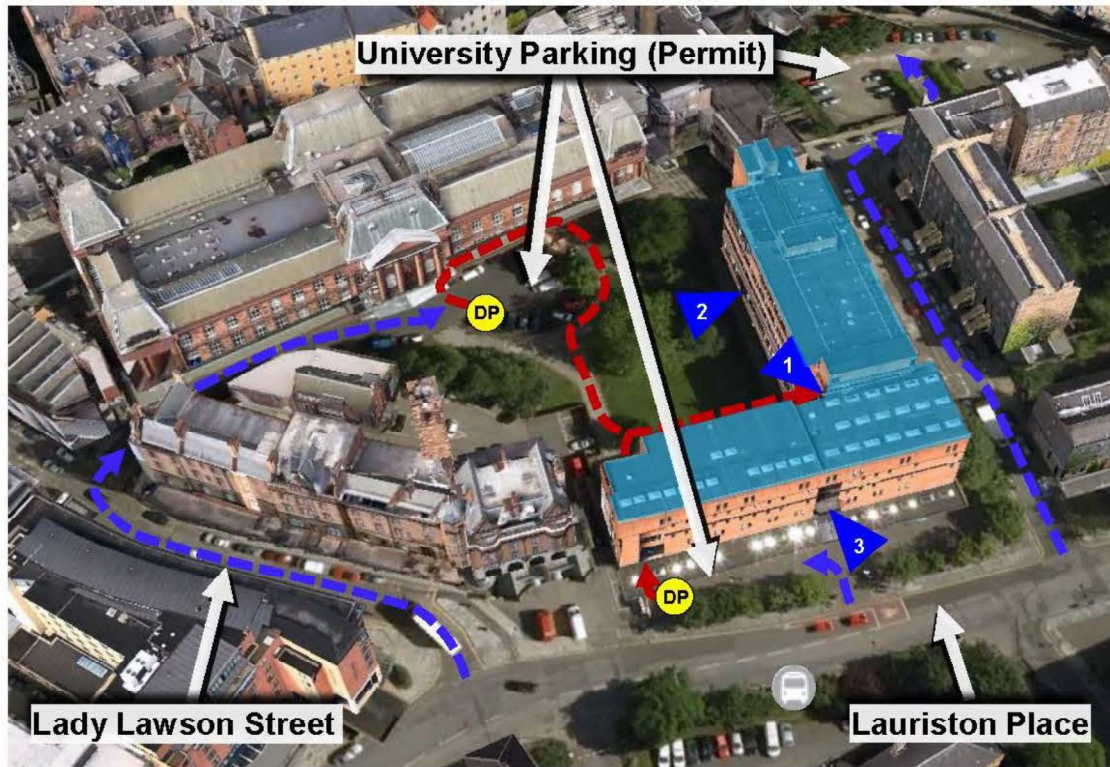 University Parking (Permit)
2
DP
1
3
DP
Lady Lawson Street
Lauriston Place